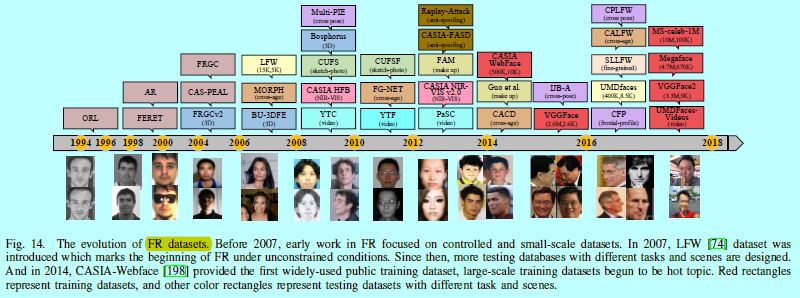 Multi-PIE
(cross pose)
Replay-Attack
(anti-spoofing)
CPLFW
(cross pose)
Bosphorus
(3D)
CASIA-FASD
(anti-spoofing)
CALFW
(cross-age)
MS-celeb-1M
(10M,100K)
FRGC
LFW
(13K,5K)
CUFS
(sketch-photo)
CUFSF
(sketch-photo)
FAM
(make up)
CASIA
WebFace
(500K,10K)
SLLFW
(fine-grained)
Megaface
(4.7M,670K)
AR
CAS-PEAL
MORPH
(cross-age)
CASIA HFB
(NIR-VIS)
FG-NET
(cross-age)
CASIA NIR-
VIS v2.0
(NIR-VIS)
Guo et al.
(make up)
IJB-A
(cross-pose)
UMDfaces
(400K,8.5K)
VGGFace2
(3.3M,9K)
ORL
FERET
FRGCv2
(3D)
BU-3DFE
(3D)
YTC
(video)
YTF
(video)
PaSC
(video)
CACD
(cross-age)
VGGFace
(2.6M,2.6K)
CFP
(frontal-profile)
UMDFaces-
Videos
(video)
1994 1996 1998 2000 2004 2006 2008 2010 2012 2014 2016 2018
Fig. 14. The evolution of FR datasets. Before 2007, early work in FR focused on controlled and small-scale datasets. In 2007, LFW [74] dataset was
introduced which marks the beginning of FR under unconstrained conditions. Since then, more testing databases with different tasks and scenes are designed.
And in 2014, CASIA-Webface [198] provided the first widely-used public training dataset, large-scale training datasets begun to be hot topic. Red rectangles
represent training datasets, and other color rectangles represent testing datasets with different task and scenes.